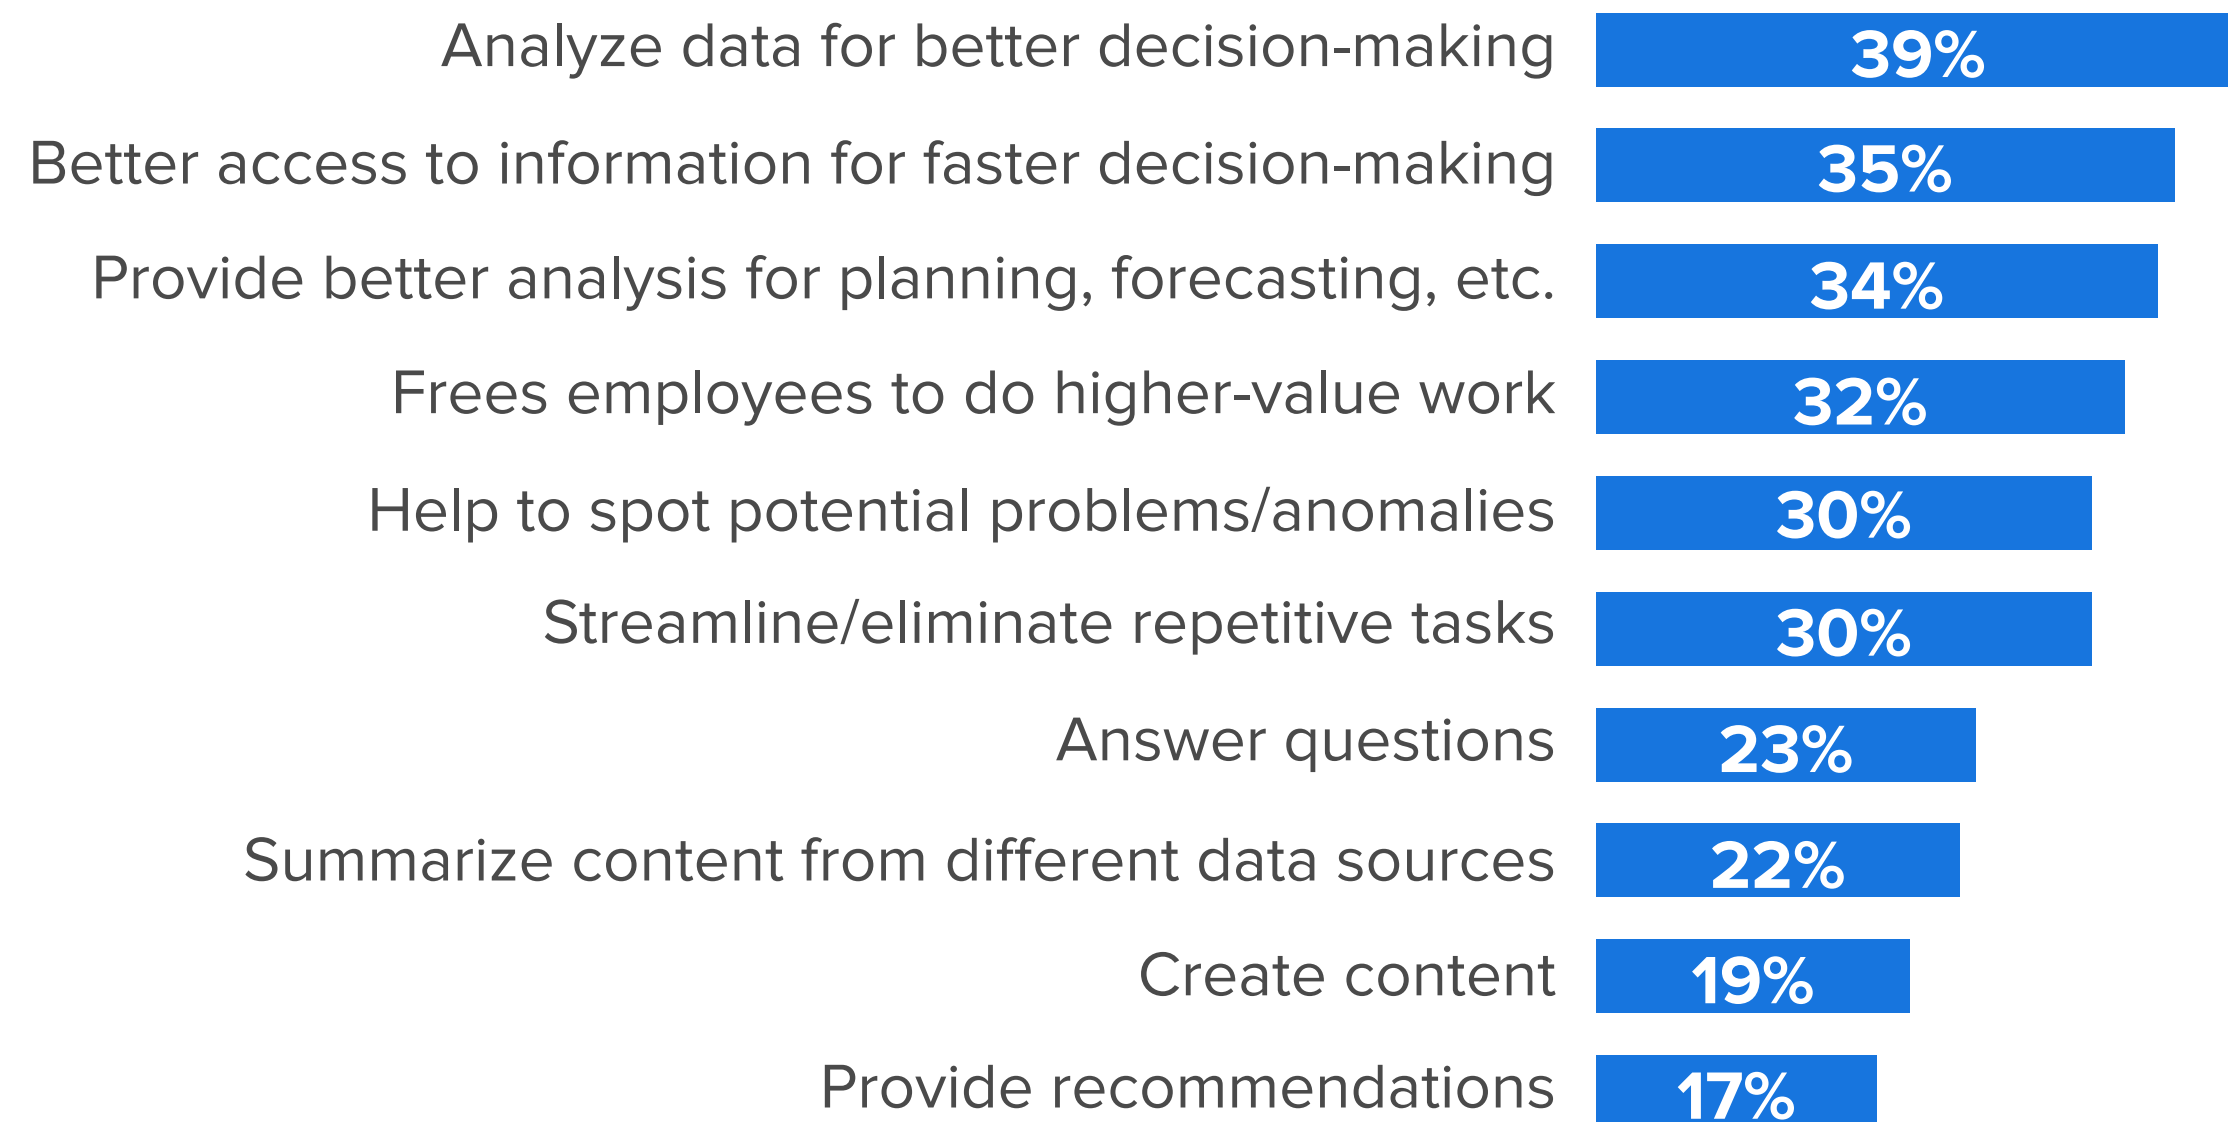 Analyze data for better decision-making 39%
Better access to information for faster decision-making 35%
Provide better analysis for planning, forecasting, etc. 34%
Frees employees to do higher-value work 32%
Help to spot potential problems/anomalies 30%
Streamline/eliminate repetitive tasks 30%
Answer questions 23%
Summarize content from different data sources 22%
Create content 19%
Provide recommendations 17%